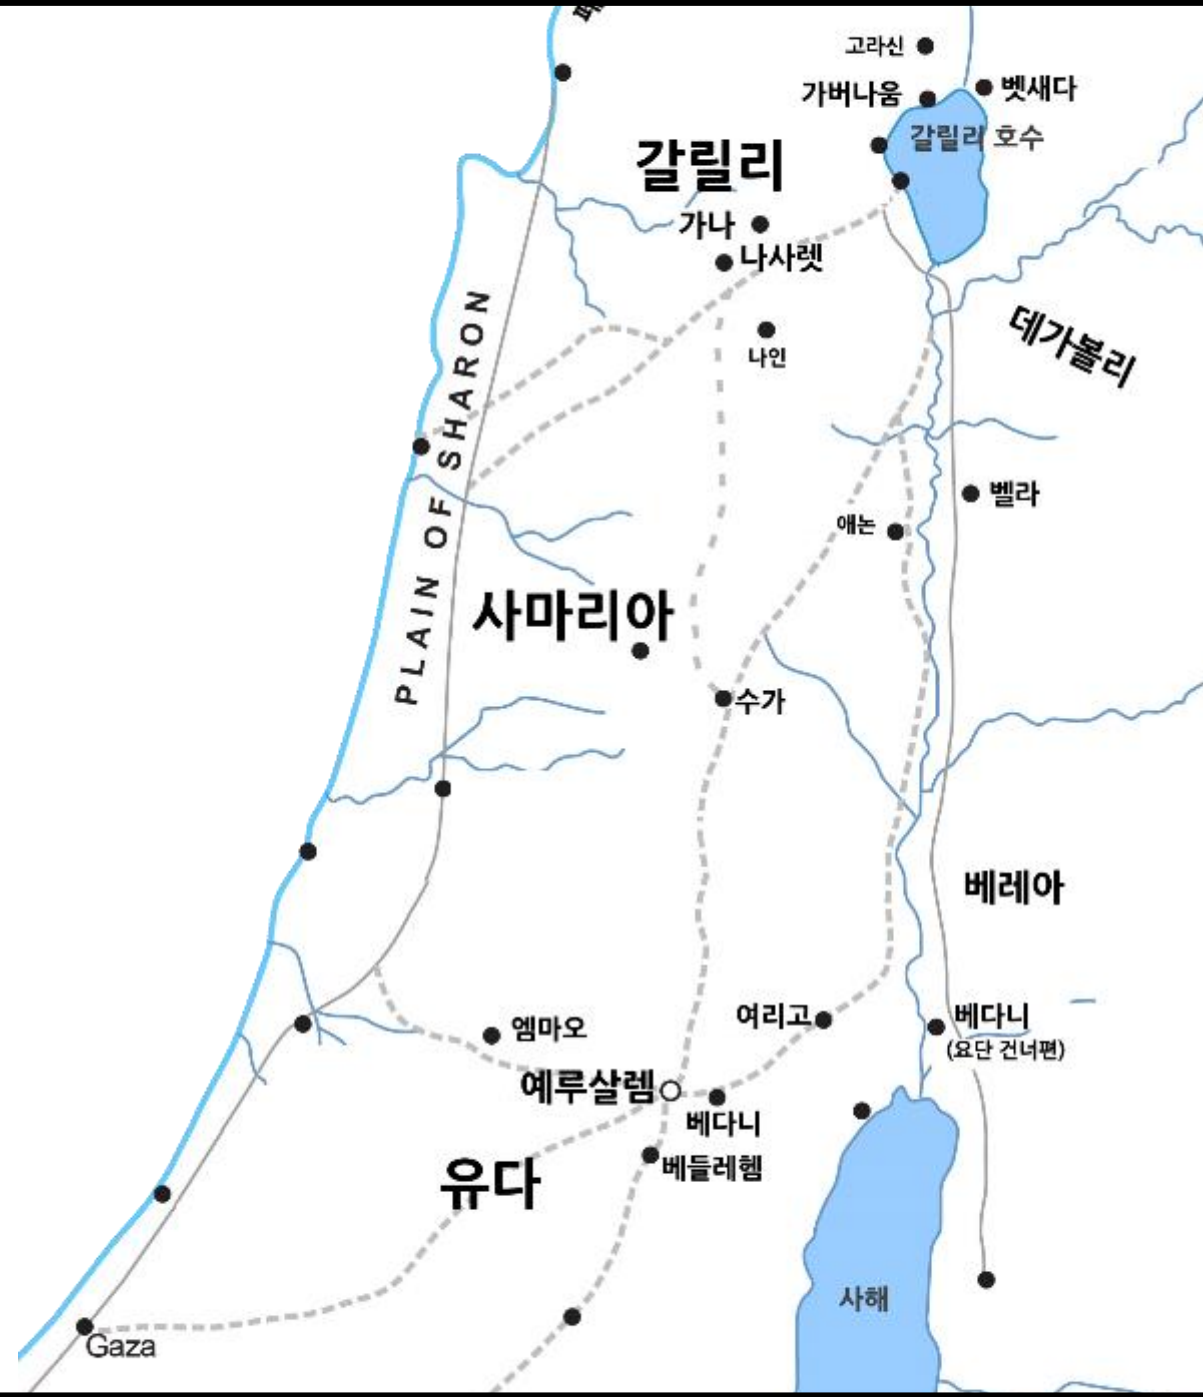 고라신
가버나움
벳새다
갈릴리 호수
갈릴리
가나
나사렛
나인
데가볼리
PLAIN OF SHARON
벨라
애논
사마리아
수가
베레아
여리고
베다니
(요단 건너편)
엠마오
예루살렘
베다니
베들레헴
유다
사해
Gaza